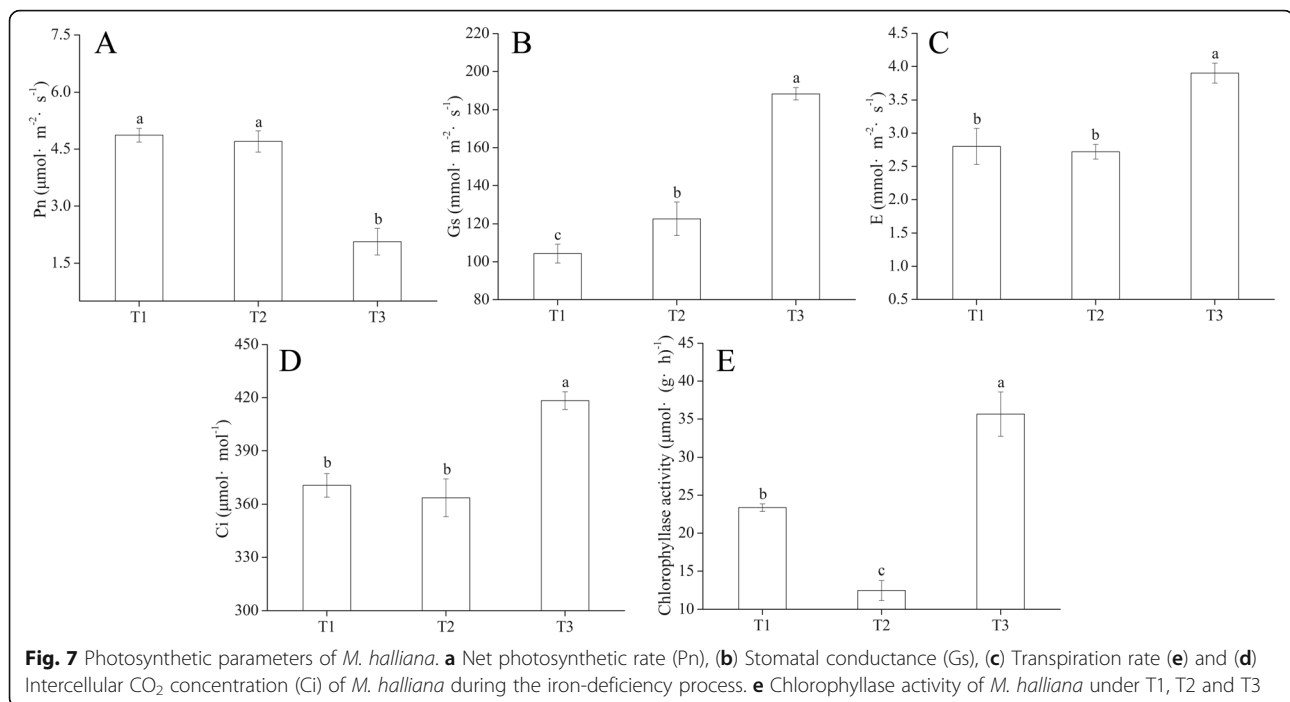 A
Pn (μmol· m⁻²· s⁻¹)
7.5
6.0
4.5
3.0
1.5
a
a
b
T1
T2
T3
B
Gs (mmol· m⁻²· s⁻¹)
220
200
180
160
140
120
100
80
c
b
a
T1
T2
T3
C
E (mmol· m⁻²· s⁻¹)
4.5
4.0
3.5
3.0
2.5
2.0
1.5
1.0
0.5
b
b
a
T1
T2
T3
D
Ci (μmol· mol⁻¹)
450
420
390
360
330
300
b
b
a
T1
T2
T3
E
Chlorophyllase activity (μmol· (g· h)⁻¹)
45
40
35
30
25
20
15
10
b
c
a
T1
T2
T3
Fig. 7 Photosynthetic parameters of M. halliana. a Net photosynthetic rate (Pn), (b) Stomatal conductance (Gs), (c) Transpiration rate (e) and (d)
Intercellular CO₂ concentration (Ci) of M. halliana during the iron-deficiency process. e Chlorophyllase activity of M. halliana under T1, T2 and T3